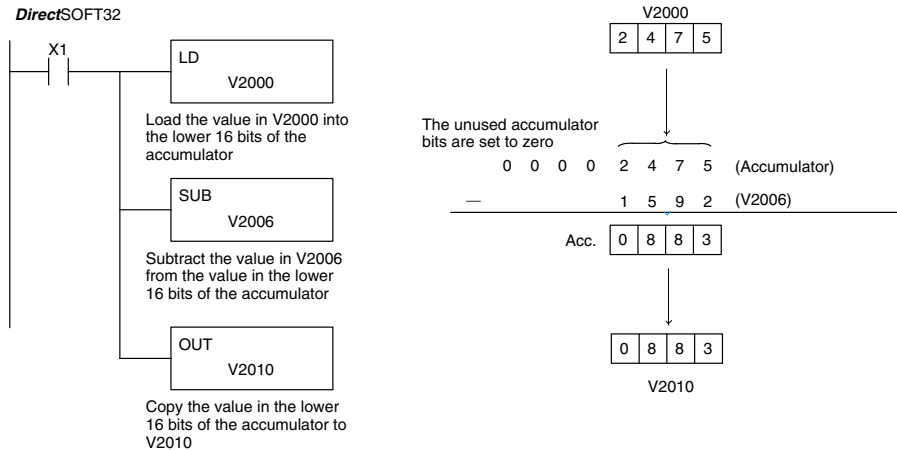 DirectSOFT32
X1
LD
V2000
Load the value in V2000 into
the lower 16 bits of the
accumulator
SUB
V2006
Subtract the value in V2006
from the value in the lower
16 bits of the accumulator
OUT
V2010
Copy the value in the lower
16 bits of the accumulator to
V2010
V2000
2 4 7 5
The unused accumulator
bits are set to zero
0 0 0 0 2 4 7 5 (Accumulator)
— 1 5 9 2 (V2006)
Acc. 0 8 8 3
0 8 8 3
V2010